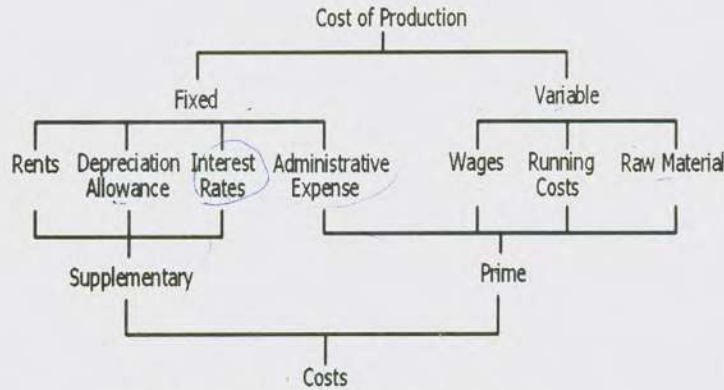 Cost of Production
Fixed
Variable
Rents
Depreciation
Allowance
Interest
Rates
Administrative
Expense
Wages
Running
Costs
Raw Material
Supplementary
Prime
Costs